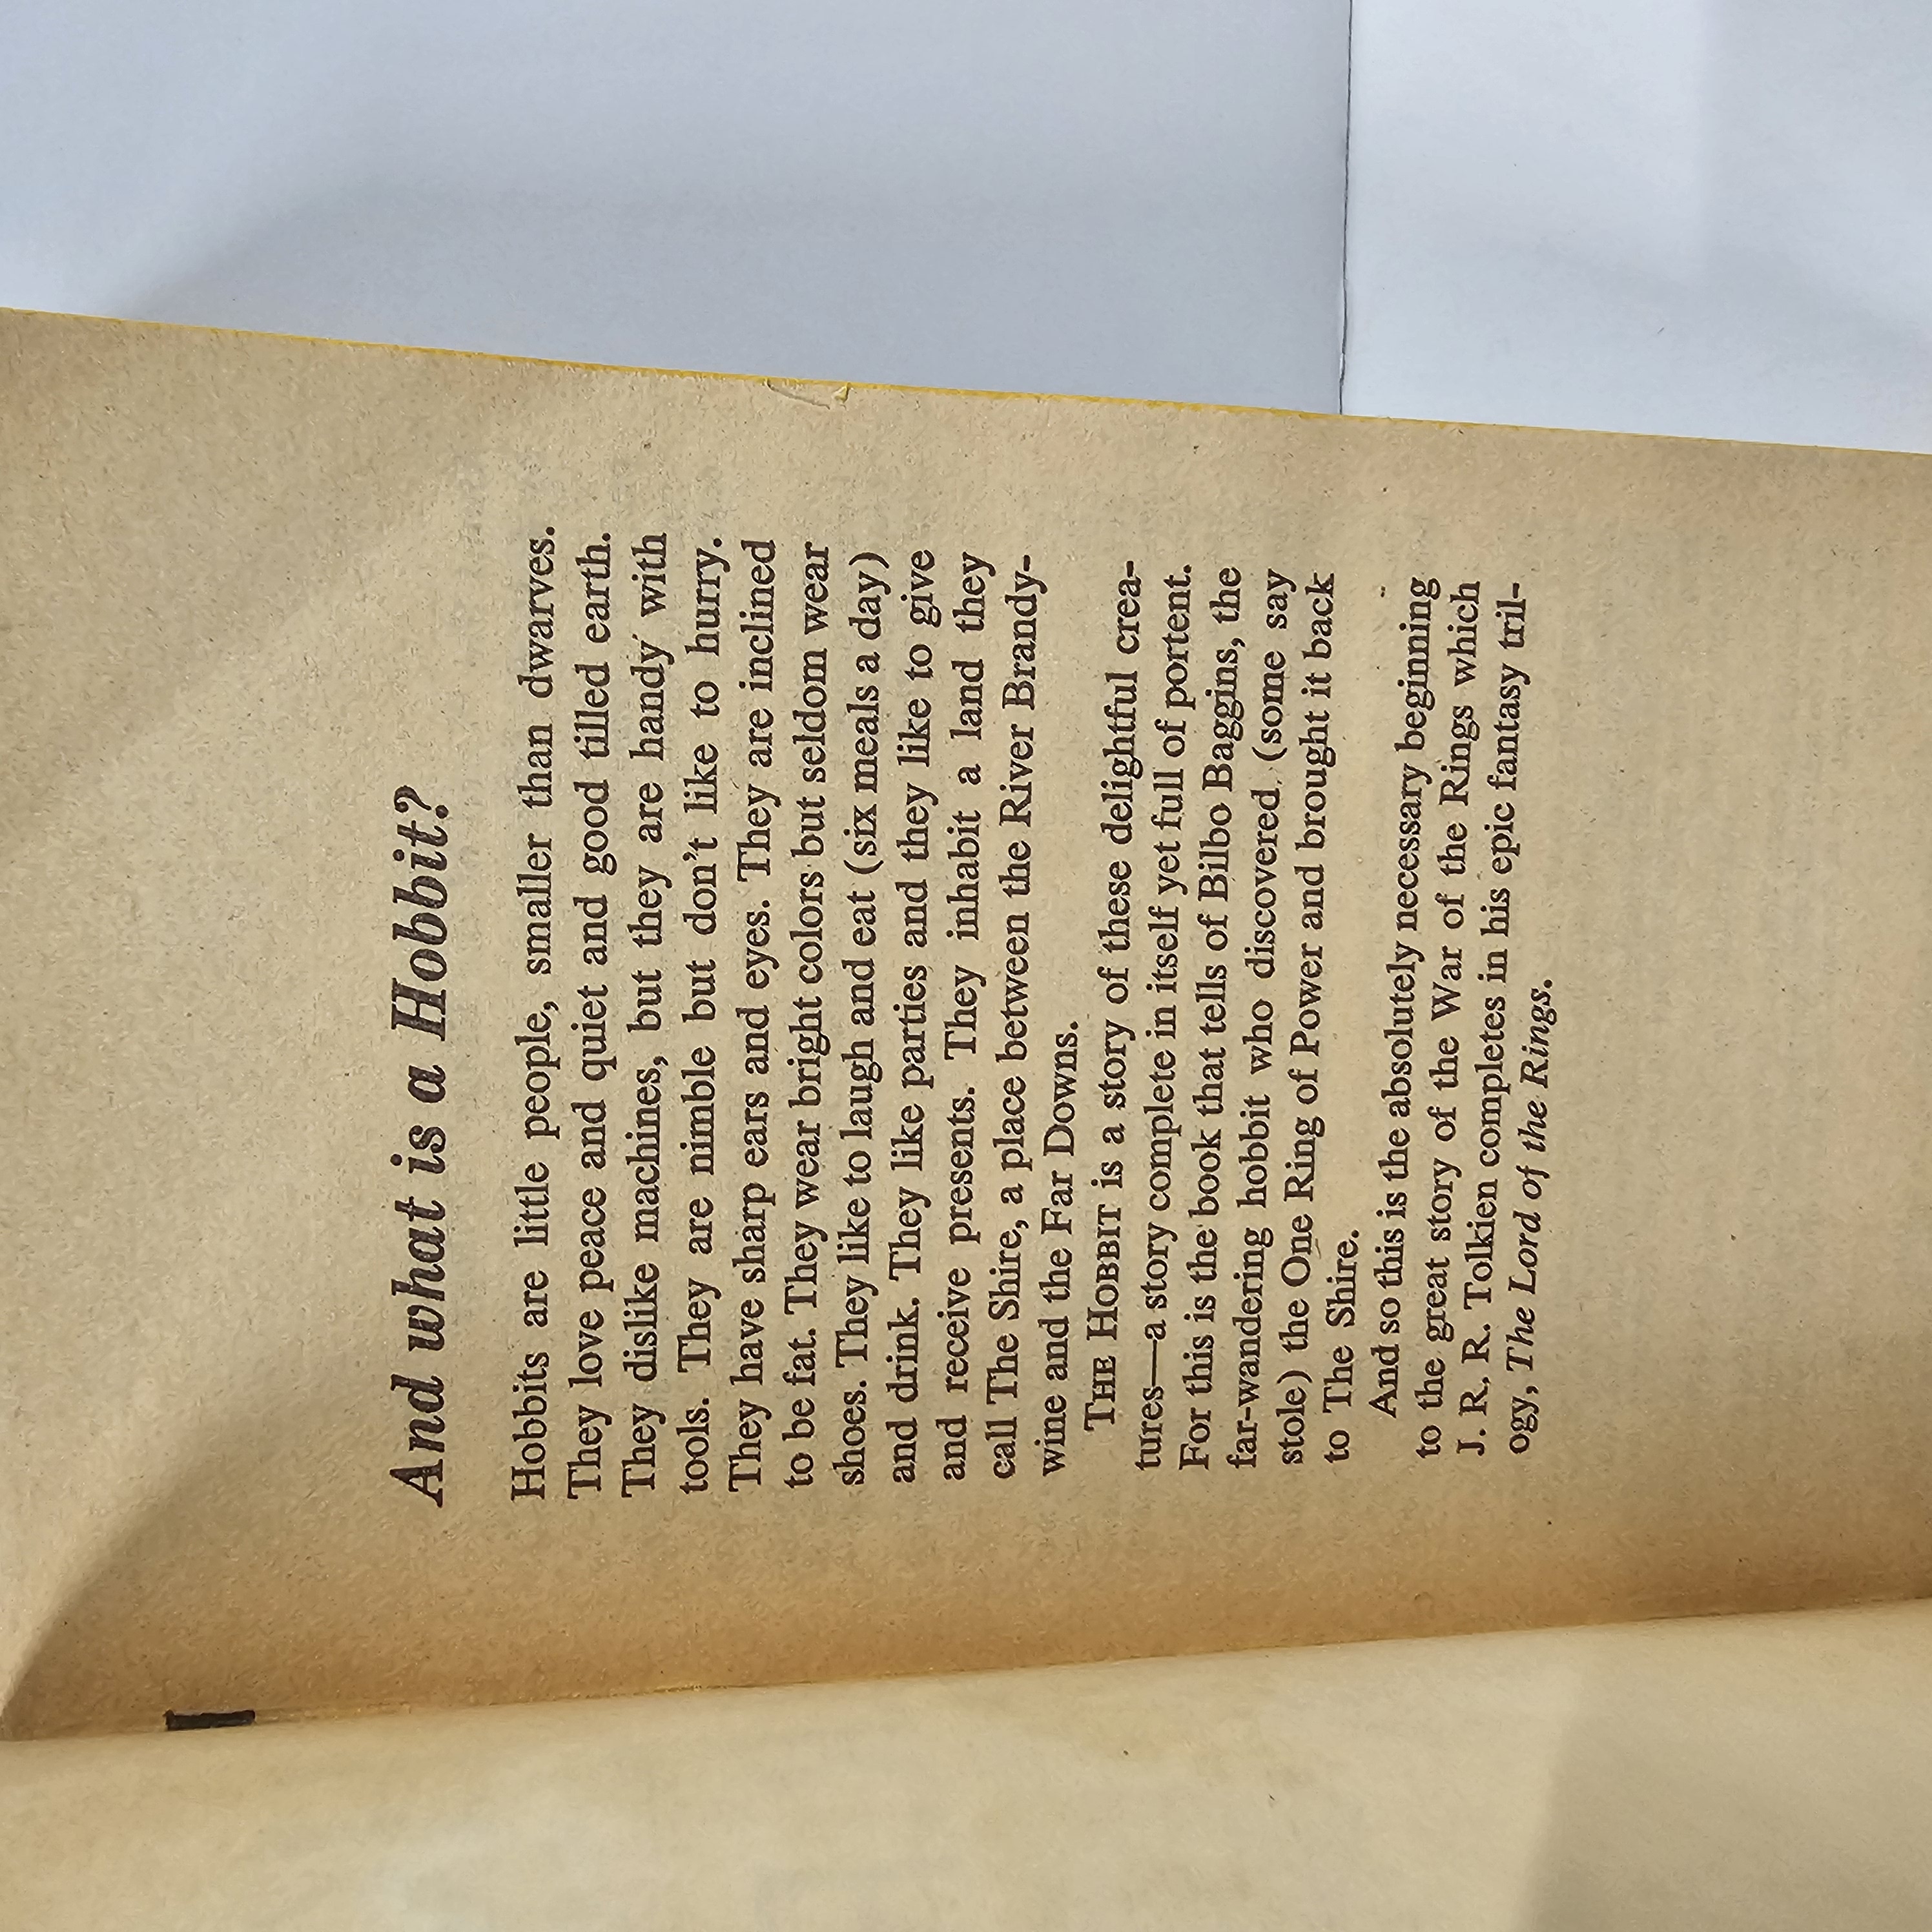 And what is a Hobbit?
Hobbits are little people, smaller than dwarves.
They love peace and quiet and good tilled earth.
They dislike machines, but they are handy with
tools. They are nimble but don't like to hurry.
They have sharp ears and eyes. They are inclined
to be fat. They wear bright colors but seldom wear
shoes. They like to laugh and eat (six meals a day)
and drink. They like parties and they like to give
and receive presents. They inhabit a land they
call The Shire, a place between the River Brandy-
wine and the Far Downs.
THE HOBBIT is a story of these delightful crea-
tures—a story complete in itself yet full of portent.
For this is the book that tells of Bilbo Baggins, the
far-wandering hobbit who discovered (some say
stole) the One Ring of Power and brought it back
to The Shire.
And so this is the absolutely necessary beginning
to the great story of the War of the Rings which
J. R. R. Tolkien completes in his epic fantasy tril-
ogy, The Lord of the Rings.